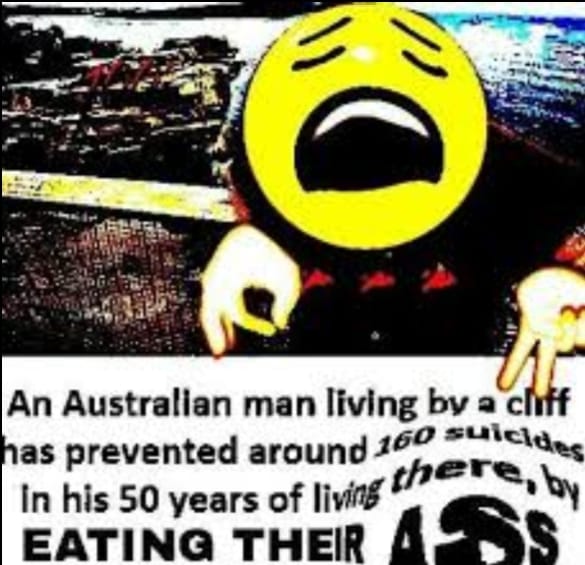 An Australian man living by a cliff
has prevented around 160 suicides
in his 50 years of living there, by
EATING THEIR ASS